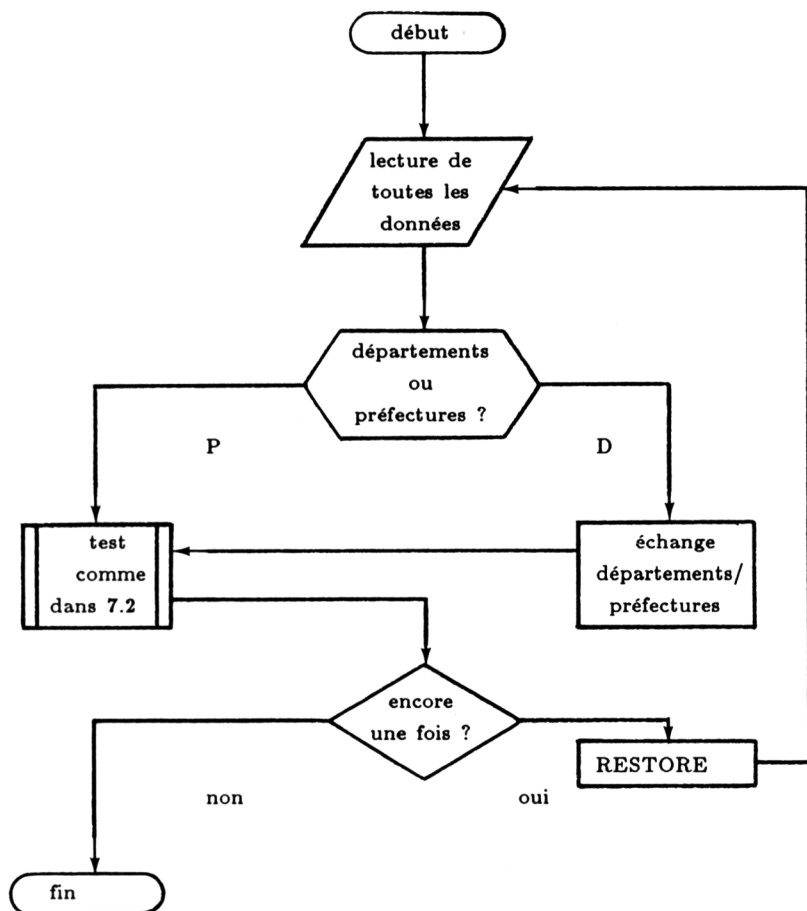 début
lecture de
toutes les
données
départements
ou
préfectures ?
P
D
test
comme
dans 7.2
échange
départements/
préfectures
encore
une fois ?
RESTORE
non
oui
fin